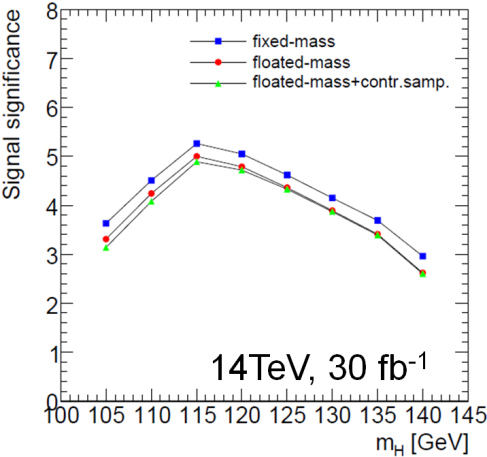 Signal significance
8
7
6
5
4
3
2
1
0
fixed-mass
floated-mass
floated-mass+contr.samp.
14TeV, 30 fb-1
100 105 110 115 120 125 130 135 140 145
mH [GeV]